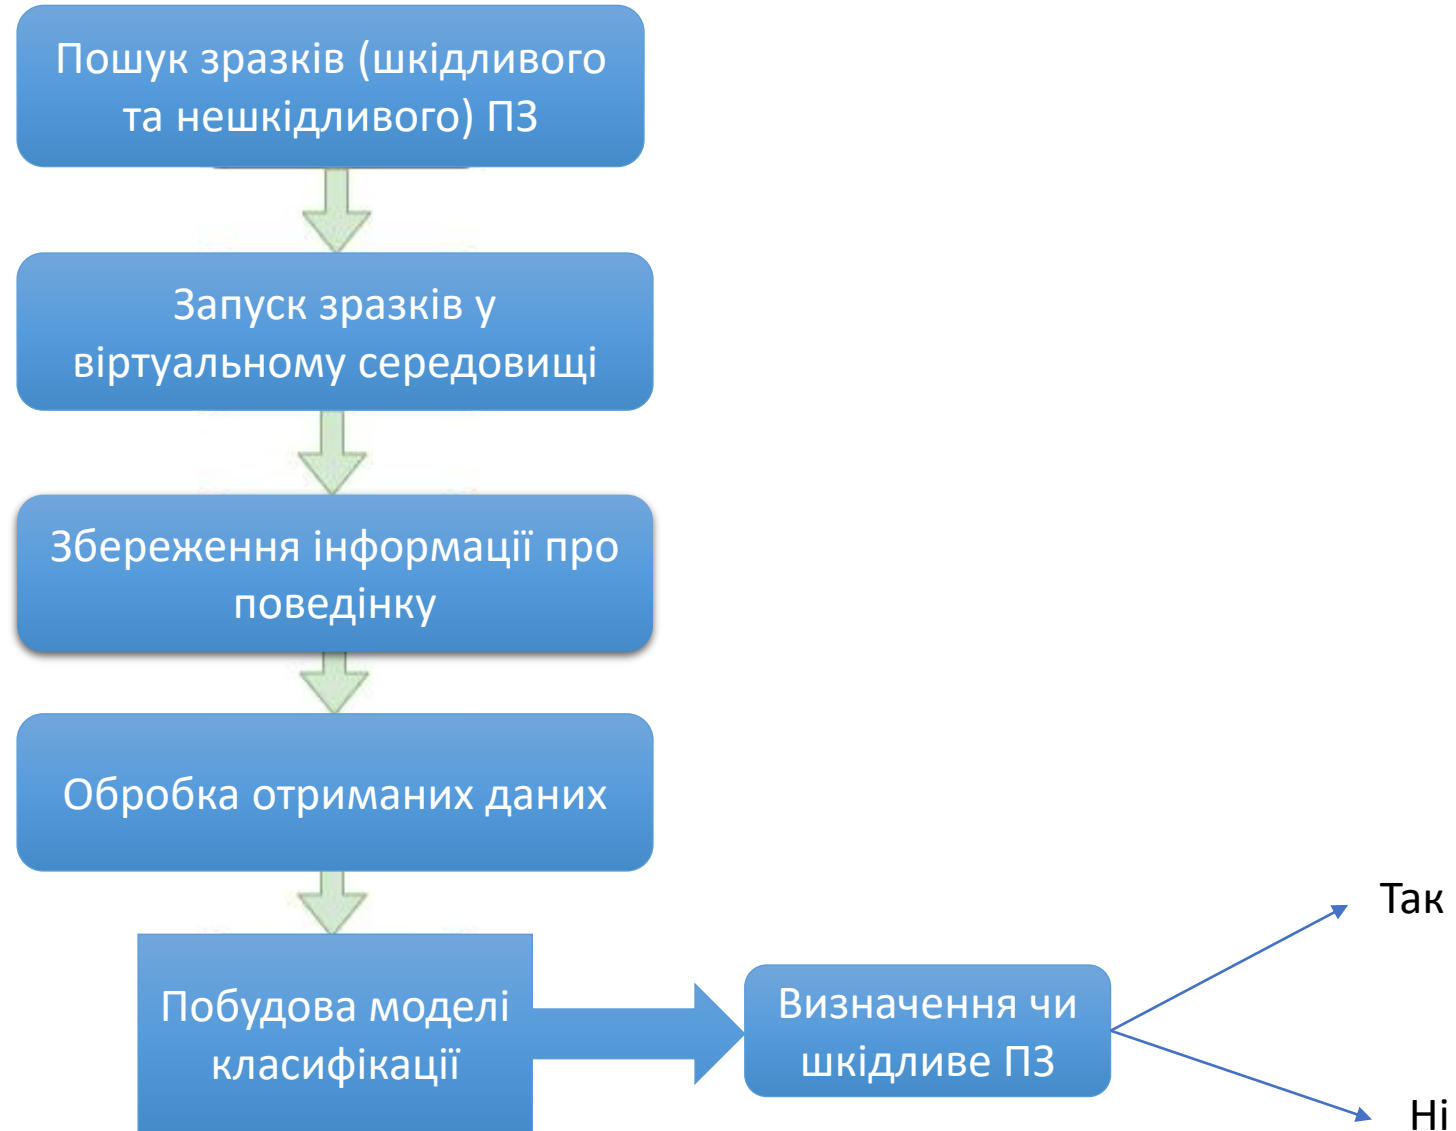 Пошук зразків (шкідливого
та нешкідливого) ПЗ
Запуск зразків у
віртуальному середовищі
Збереження інформації про
поведінку
Обробка отриманих даних
Побудова моделі
класифікації
Визначення чи
шкідливе ПЗ
Так
Ні